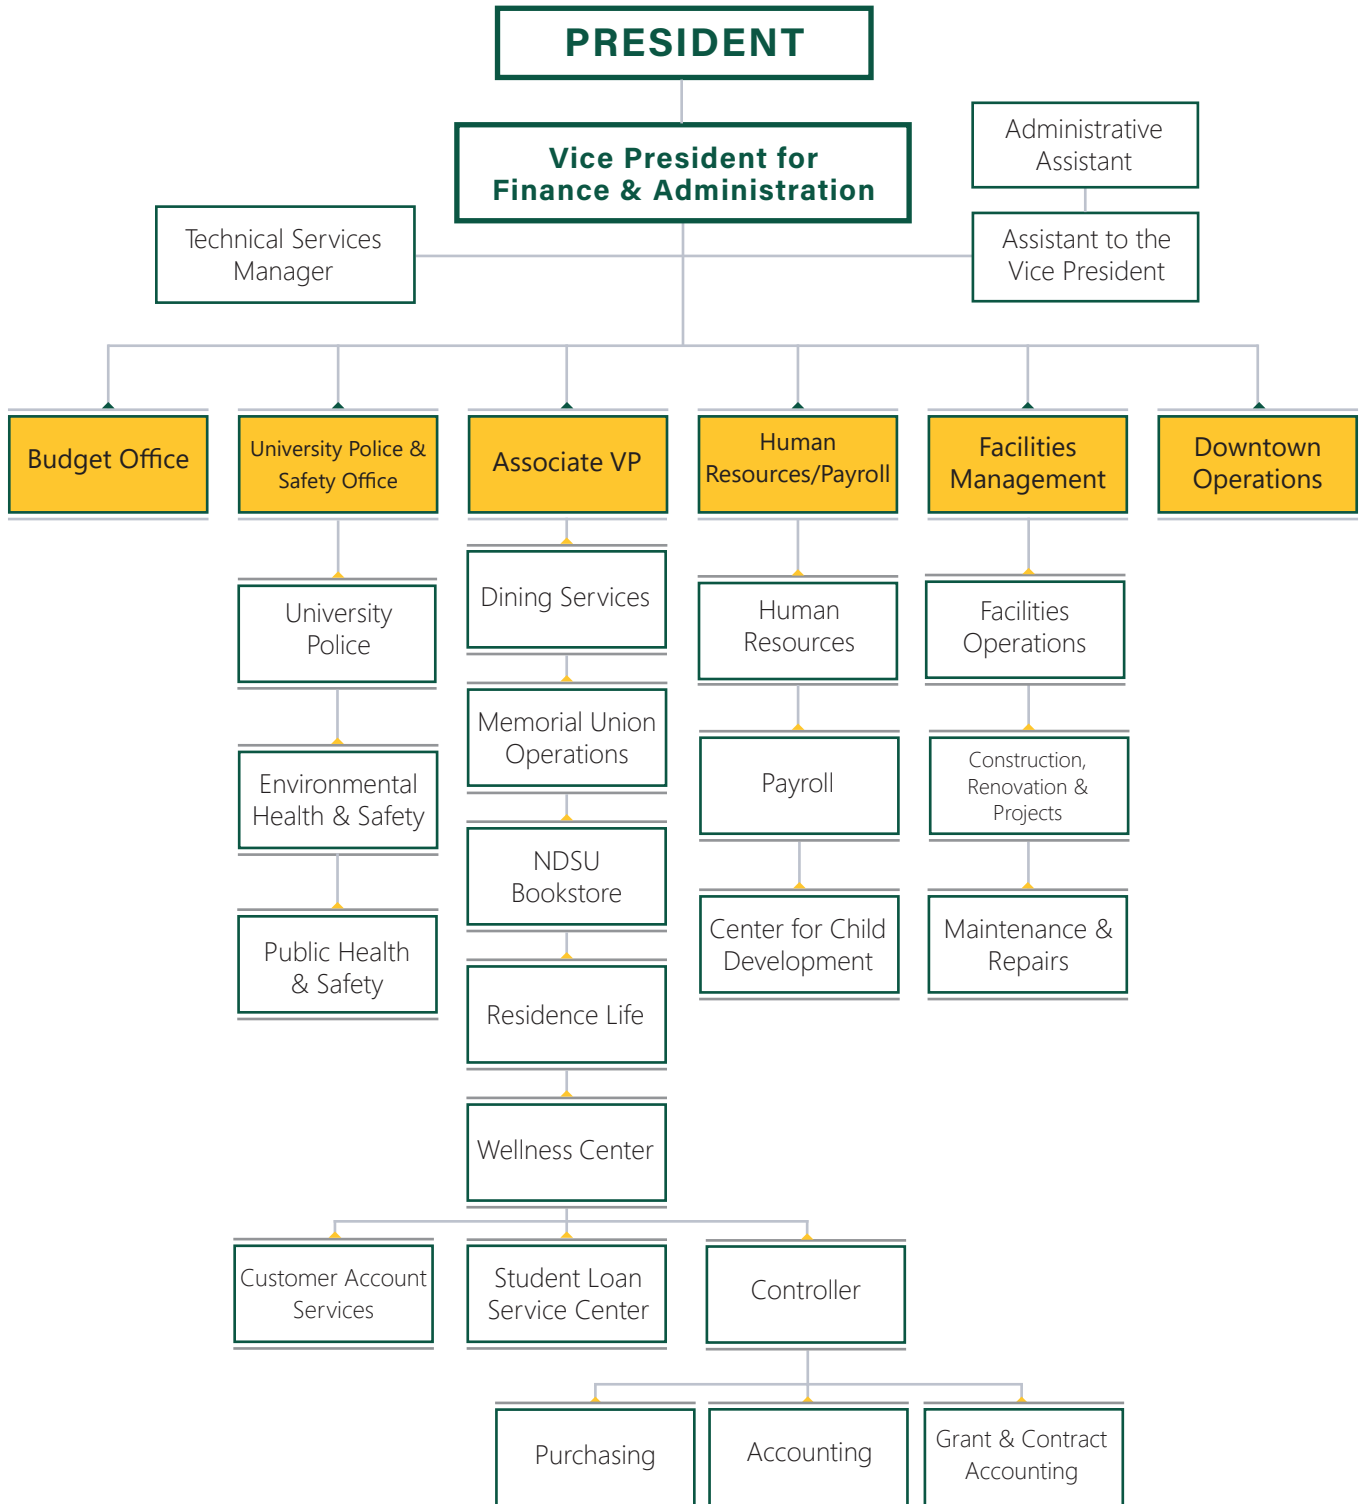 PRESIDENT
Vice President for
Finance & Administration
Administrative
Assistant
Technical Services
Manager
Assistant to the
Vice President
Budget Office
University Police &
Safety Office
Associate VP
Human
Resources/Payroll
Facilities
Management
Downtown
Operations
University
Police
Dining Services
Human
Resources
Facilities
Operations
Environmental
Health & Safety
Memorial Union
Operations
Payroll
Construction,
Renovation &
Projects
Public Health
& Safety
NDSU
Bookstore
Center for Child
Development
Maintenance &
Repairs
Residence Life
Wellness Center
Customer Account
Services
Student Loan
Service Center
Controller
Purchasing
Accounting
Grant & Contract
Accounting